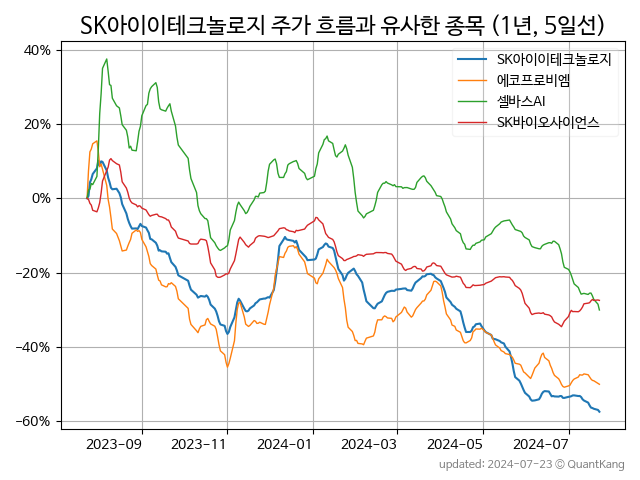 SK아이이테크놀로지 주가 흐름과 유사한 종목 (1년, 5일선)
40%
20%
0%
−20%
−40%
−60%
SK아이이테크놀로지
에코프로비엠
셀바스AI
SK바이오사이언스
2023-09 2023-11 2024-01 2024-03 2024-05 2024-07
updated: 2024-07-23 © QuantKang